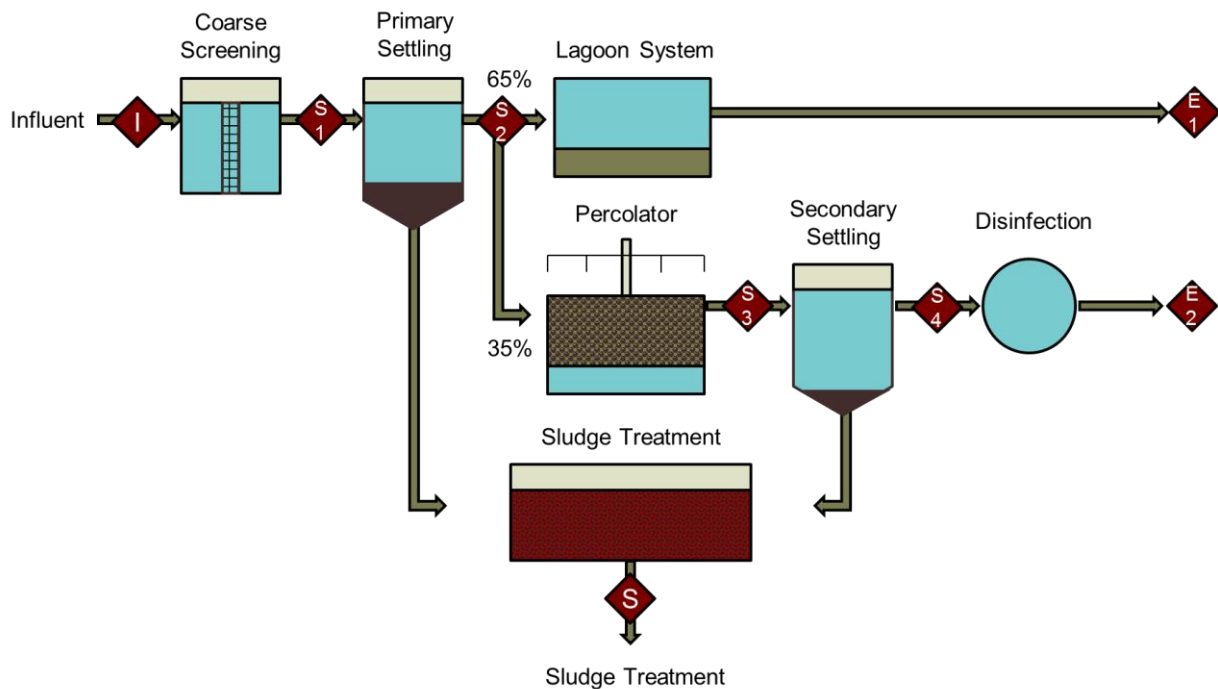 Coarse
Screening
Primary
Settling
Lagoon System
65%
Influent
I
S
1
S
2
E
1
Percolator
Secondary
Settling
Disinfection
S
3
S
4
E
2
35%
Sludge Treatment
S
Sludge Treatment